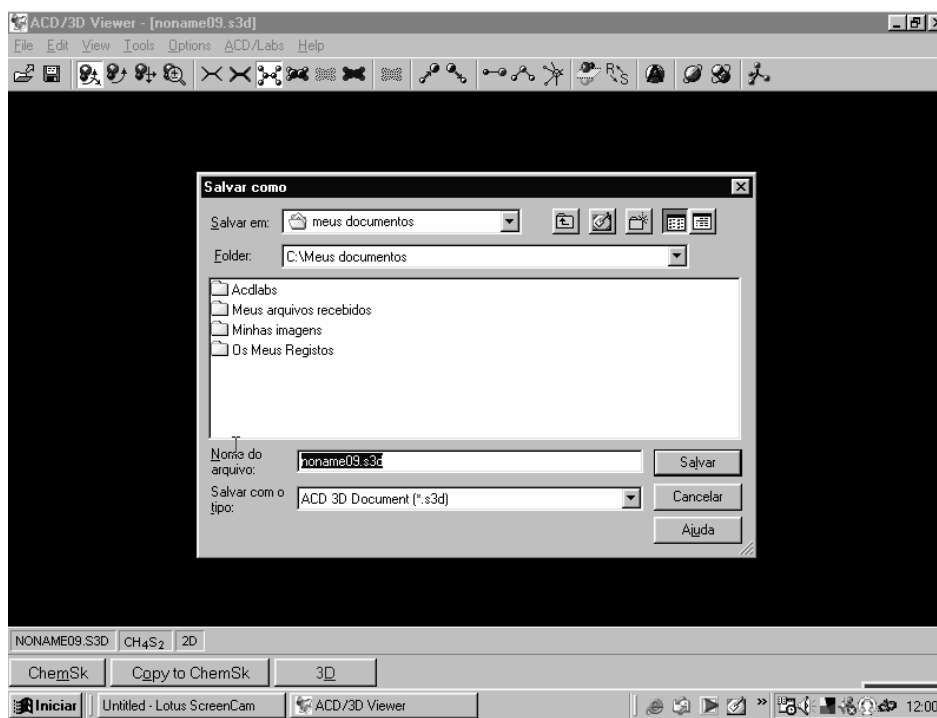 ACD/3D Viewer - [noname09.s3d]
File Edit View Tools Options ACD/Labs Help
R S
Salvar como
Salvar em: meus documentos
Folder: C:\Meus documentos
Acdlabs
Meus arquivos recebidos
Minhas imagens
Os Meus Registos
Nome do arquivo: noname09.s3d
Salvar com o tipo: ACD 3D Document (*.s3d)
Salvar
Cancelar
Ajuda
NONAME09.S3D CH4S2 2D
ChemSk Copy to ChemSk 3D
Iniciar Untitled - Lotus ScreenCam ACD/3D Viewer 12:00